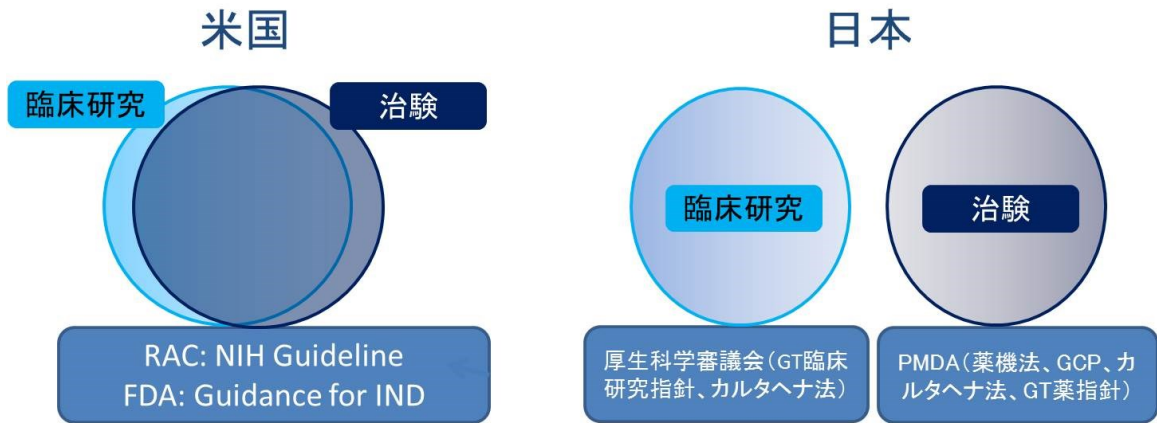 米国
臨床研究
治験
RAC: NIH Guideline
FDA: Guidance for IND
日本
臨床研究
治験
厚生科学審議会(GT臨床
研究指針、カルタヘナ法)
PMDA(薬機法、GCP、カ
ルタヘナ法、GT薬指針)